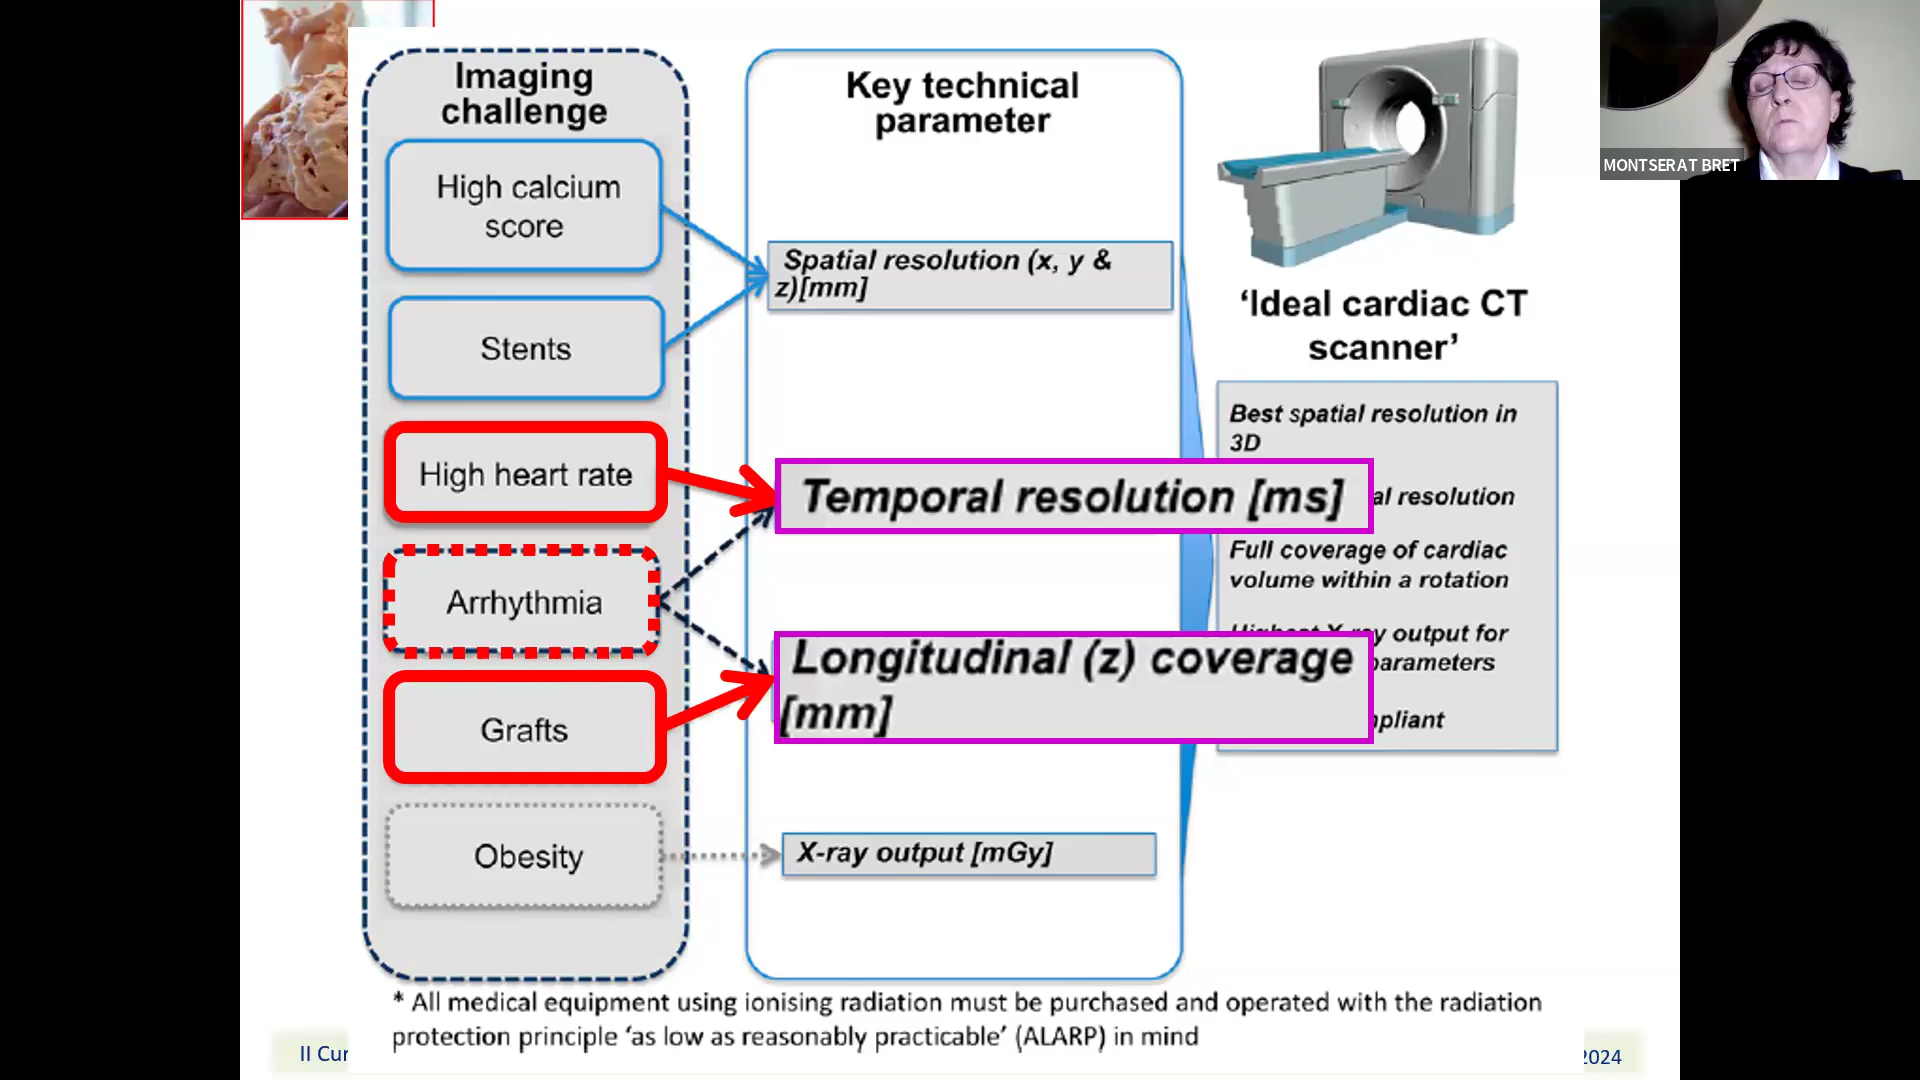 Imaging
challenge
High calcium
score
Stents
High heart rate
Arrhythmia
Grafts
Obesity
Key technical
parameter
Spatial resolution (x, y &
z)[mm]
Temporal resolution [ms]
Longitudinal (z) coverage
[mm]
X-ray output [mGy]
‘Ideal cardiac CT
scanner’
Best spatial resolution in
3D
resolution
Full coverage of cardiac
volume within a rotation
output for
parameters
* All medical equipment using ionising radiation must be purchased and operated with the radiation
protection principle ‘as low as reasonably practicable’ (ALARP) in mind
II
2024
MONTSERAT BRET